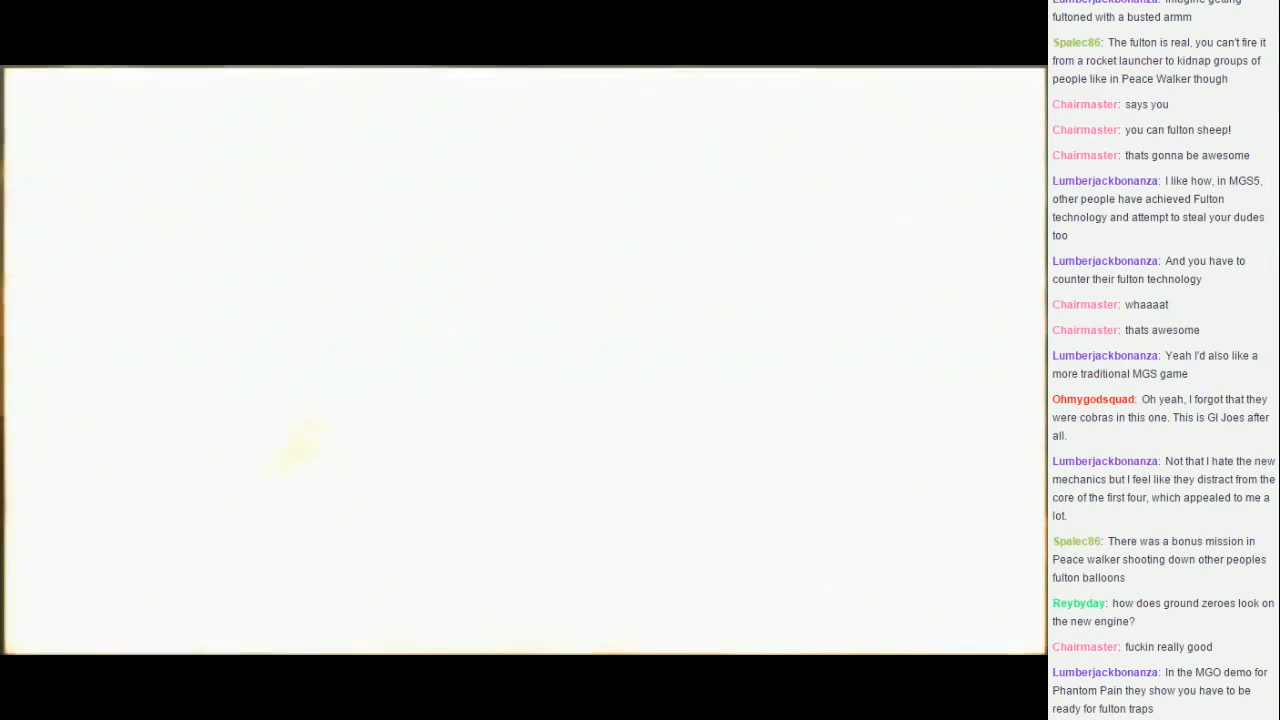 Lumberjackbonanza: Imagine getting
fultoned with a busted armm
Spalec86: The fulton is real, you can't fire it
from a rocket launcher to kidnap groups of
people like in Peace Walker though
Chairmaster: says you
Chairmaster: you can fulton sheep!
Chairmaster: thats gonna be awesome
Lumberjackbonanza: I like how, in MGS5,
other people have achieved Fulton
technology and attempt to steal your dudes
too
Lumberjackbonanza: And you have to
counter their fulton technology
Chairmaster: whaaaat
Chairmaster: thats awesome
Lumberjackbonanza: Yeah I'd also like a
more traditional MGS game
Ohmygodsquad: Oh yeah, I forgot that they
were cobras in this one. This is GI Joes after
all.
Lumberjackbonanza: Not that I hate the new
mechanics but I feel like they distract from the
core of the first four, which appealed to me a
lot.
Spalec86: There was a bonus mission in
Peace walker shooting down other peoples
fulton balloons
Reybyday: how does ground zeroes look on
the new engine?
Chairmaster: fuckin really good
Lumberjackbonanza: In the MGO demo for
Phantom Pain they show you have to be
ready for fulton traps